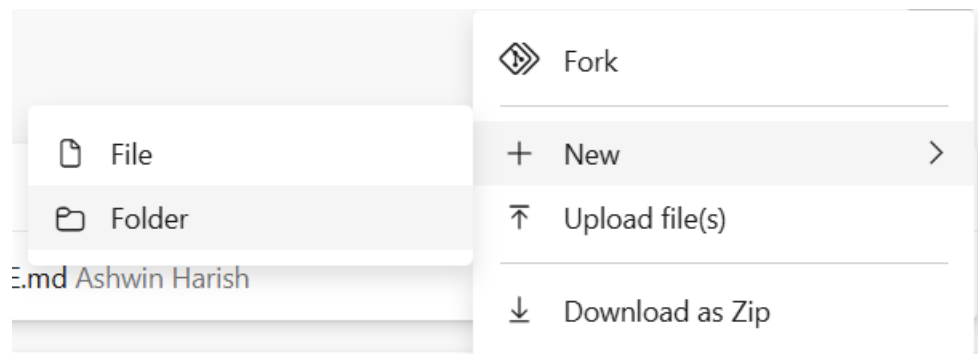 Fork
New
File
Folder
Upload file(s)
E.md Ashwin Harish
Download as Zip